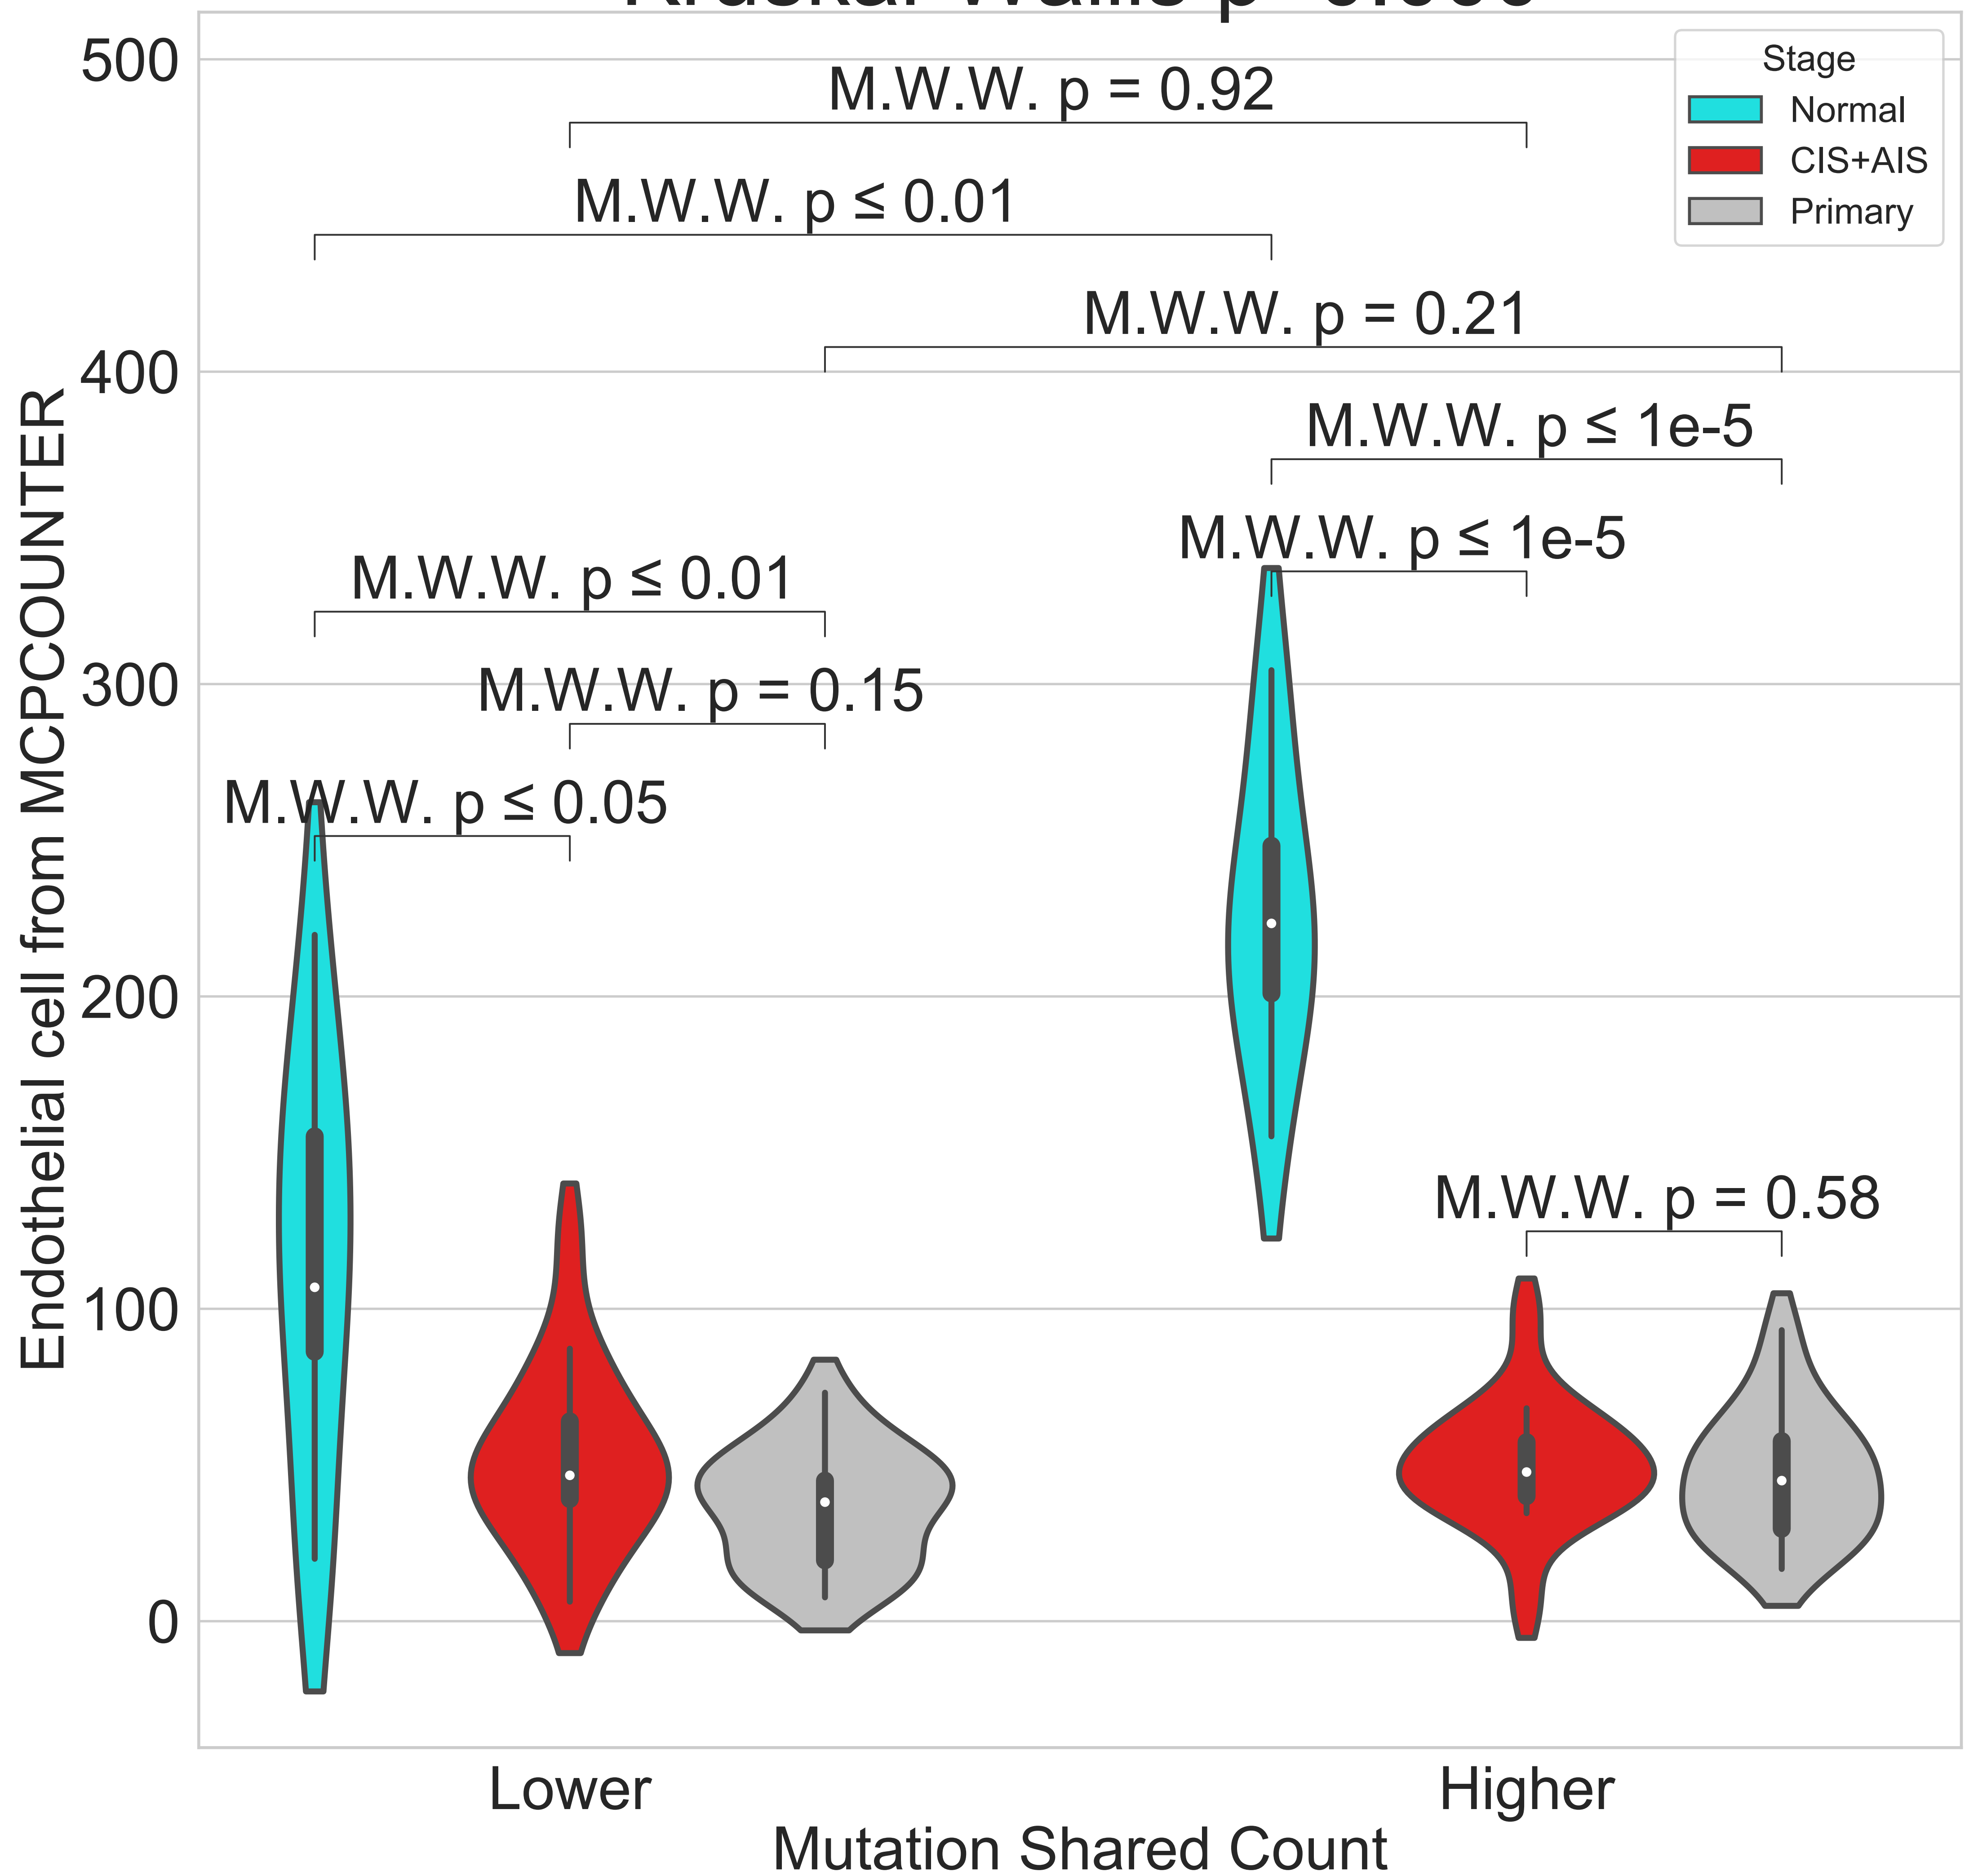 500
400
300
200
100
0
Endothelial cell from MCPCOUNTER
Stage
Normal
CIS+AIS
Primary
M.W.W. p = 0.92
M.W.W. p ≤ 0.01
M.W.W. p = 0.21
M.W.W. p ≤ 1e-5
M.W.W. p ≤ 1e-5
M.W.W. p ≤ 0.01
M.W.W. p = 0.15
M.W.W. p ≤ 0.05
M.W.W. p = 0.58
Lower
Higher
Mutation Shared Count